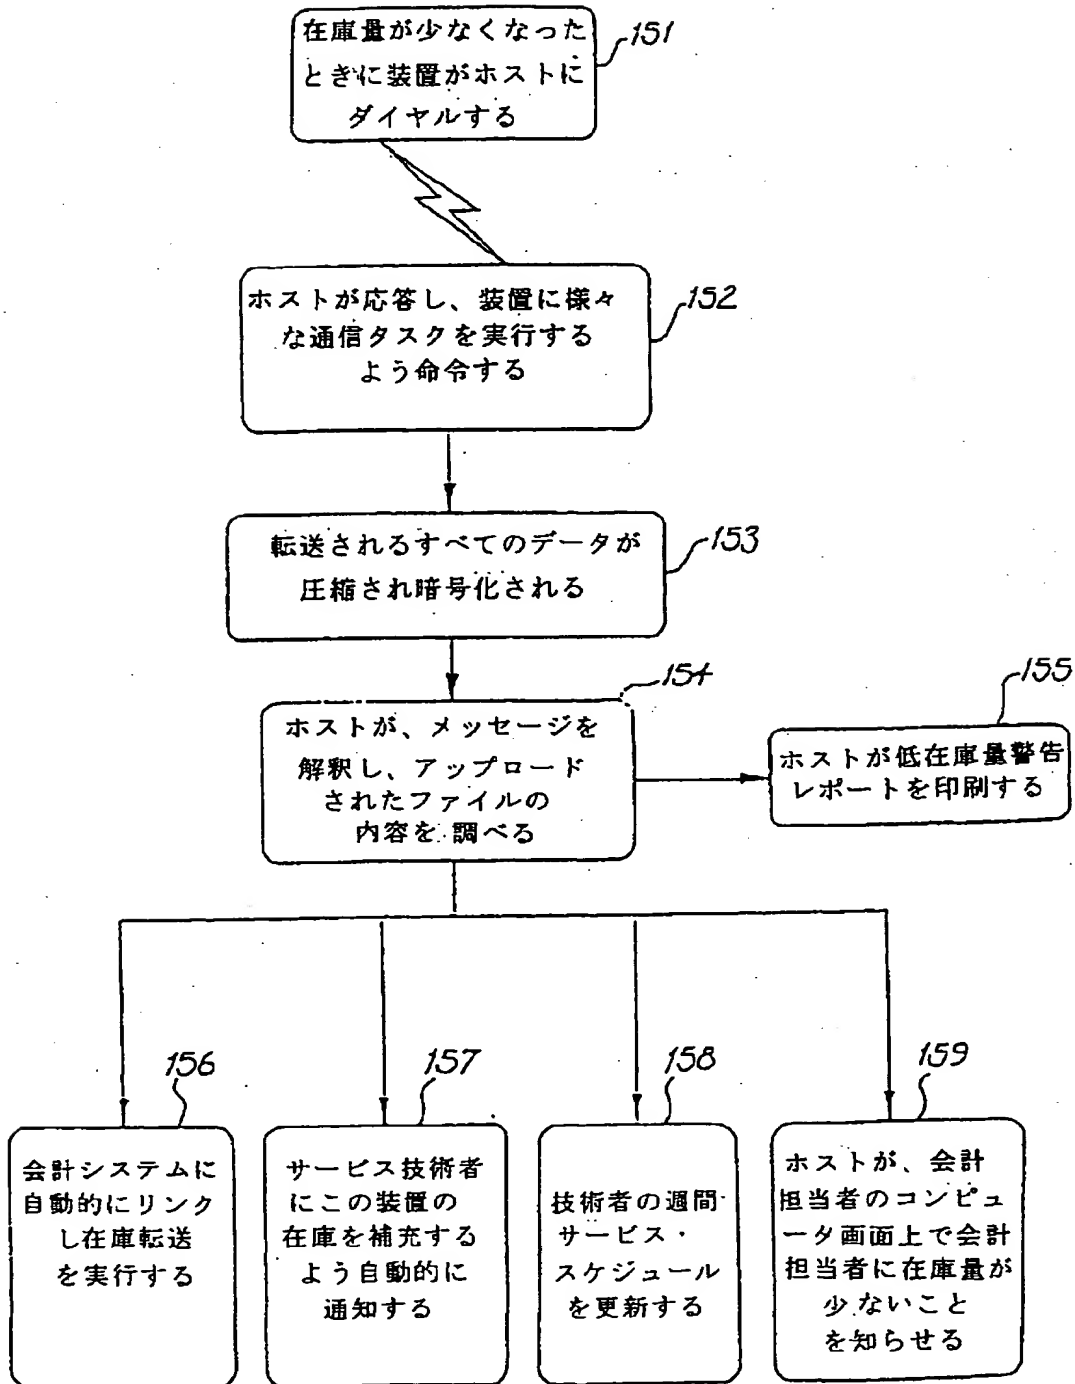 在庫量が少なくなった
ときに装置がホストに
ダイヤルする
151
ホストが応答し、装置に様々
な通信タスクを実行する
よう命令する
152
転送されるすべてのデータが
圧縮され暗号化される
153
154
ホストが、メッセージを
解釈し、アップロード
されたファイルの
内容を調べる
155
ホストが低在庫量警告
レポートを印刷する
156
会計システムに
自動的にリンク
し在庫転送
を実行する
157
サービス技術者
にこの装置の
在庫を補充する
よう自動的に
通知する
158
技術者の週間
サービス・
スケジュール
を更新する
159
ホストが、会計
担当者のコンピュ
ータ画面上で会計
担当者に在庫量が
少ないこと
を知らせる